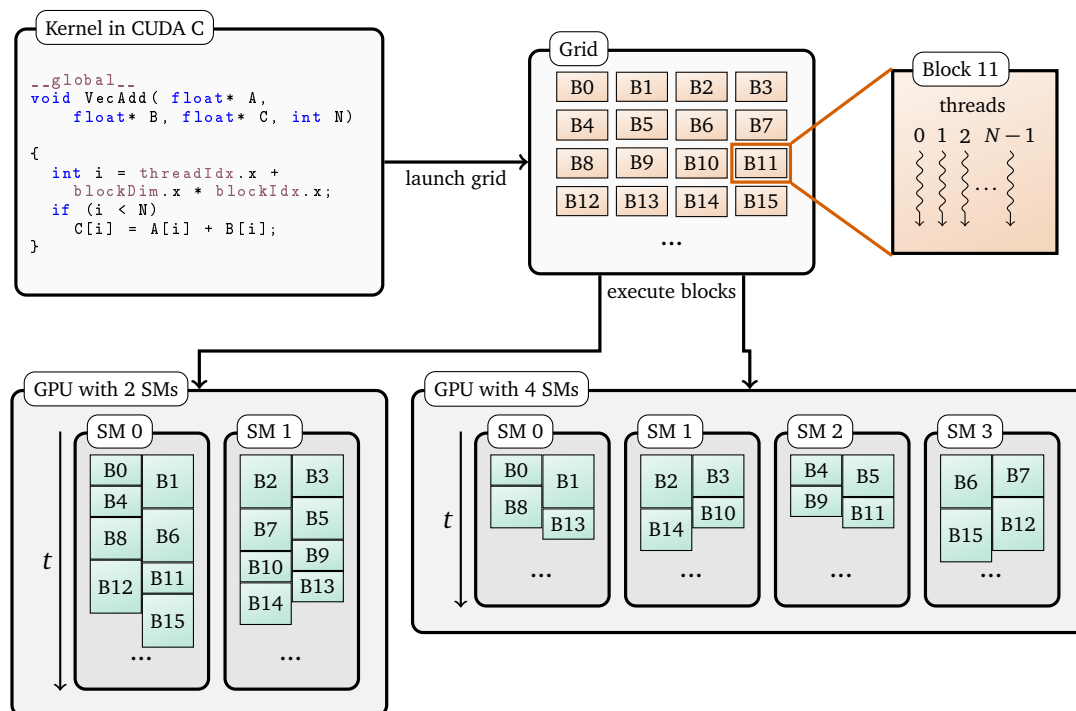 Kernel in CUDA C
__global__
void VecAdd( float* A,
float* B, float* C, int N)
{
int i = threadIdx.x +
blockDim.x * blockIdx.x;
if (i < N)
C[i] = A[i] + B[i];
}
launch grid
Grid
B0 B1 B2 B3
B4 B5 B6 B7
B8 B9 B10 B11
B12 B13 B14 B15
...
Block 11
threads
0 1 2 N − 1
...
execute blocks
GPU with 2 SMs
t
SM 0
B0 B1
B4
B8 B6
B12 B11
B15
...
SM 1
B2 B3
B7 B5
B10 B9
B14 B13
...
GPU with 4 SMs
t
SM 0
B0 B1
B8 B13
...
SM 1
B2 B3
B14 B10
...
SM 2
B4 B5
B9 B11
...
SM 3
B6 B7
B15 B12
...